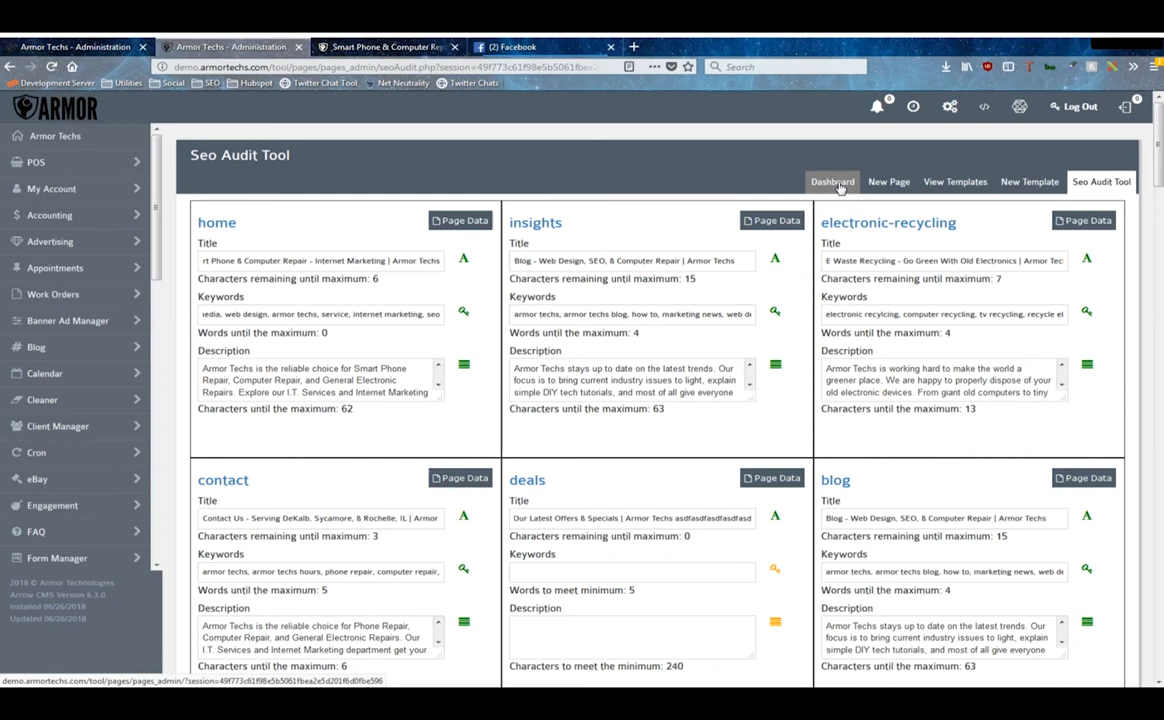 Armor Techs - Administration
Armor Techs - Administration
Smart Phone & Computer Rep
(2) Facebook
demo.armortechs.com/tool/pages/pages_admin/seoAudit.php?session=49f773c61f98e5b5061fbea2e
Search
Development Server
Utilities
Social
SEO
Hubspot
Twitter Chat Tool
Net Neutrality
Twitter Chats
ARMOR
0
Log Out
0
Armor Techs
POS
My Account
Accounting
Advertising
Appointments
Work Orders
Banner Ad Manager
Blog
Calendar
Cleaner
Client Manager
Cron
eBay
Engagement
FAQ
Form Manager
2018 © Armor Technologies.
Arrow CMS Version 6.3.0
Installed 06/26/2018
Updated 06/26/2018
Seo Audit Tool
Dashboard
New Page
View Templates
New Template
Seo Audit Tool
home
Page Data
Title
rt Phone & Computer Repair - Internet Marketing | Armor Techs
Characters remaining until maximum: 6
Keywords
edia, web design, armor techs, service, internet marketing, seo
Words until the maximum: 0
Description
Armor Techs is the reliable choice for Smart Phone
Repair, Computer Repair, and General Electronic
Repairs. Explore our I.T. Services and Internet Marketing
Characters until the maximum: 62
insights
Page Data
Title
Blog - Web Design, SEO, & Computer Repair | Armor Techs
Characters remaining until maximum: 15
Keywords
armor techs, armor techs blog, how to, marketing news, web de
Words until the maximum: 4
Description
Armor Techs stays up to date on the latest trends. Our
focus is to bring current industry issues to light, explain
simple DIY tech tutorials, and most of all give everyone
Characters until the maximum: 63
electronic-recycling
Page Data
Title
E Waste Recycling - Go Green With Old Electronics | Armor Tec
Characters remaining until maximum: 7
Keywords
electronic recylcing, computer recycling, tv recycling, recycle el
Words until the maximum: 4
Description
Armor Techs is working hard to make the world a
greener place. We are happy to properly dispose of your
old electronic devices. From giant old computers to tiny
Characters until the maximum: 13
contact
Page Data
Title
Contact Us - Serving DeKalb, Sycamore, & Rochelle, IL | Armor
Characters remaining until maximum: 3
Keywords
armor techs, armor techs hours, phone repair, computer repair,
Words until the maximum: 5
Description
Armor Techs is the reliable choice for Phone Repair,
Computer Repair, and General Electronic Repairs. Our
I.T. Services and Internet Marketing department get your
Characters until the maximum: 6
deals
Page Data
Title
Our Latest Offers & Specials | Armor Techs asdfasdfasdfasdfasd
Characters remaining until maximum: 0
Keywords
Words to meet minimum: 5
Description
Characters to meet the minimum: 240
blog
Page Data
Title
Blog - Web Design, SEO, & Computer Repair | Armor Techs
Characters remaining until maximum: 15
Keywords
armor techs, armor techs blog, how to, marketing news, web de
Words until the maximum: 4
Description
Armor Techs stays up to date on the latest trends. Our
focus is to bring current industry issues to light, explain
simple DIY tech tutorials, and most of all give everyone
Characters until the maximum: 63
demo.armortechs.com/tool/pages/pages_admin/?session=49f773c61f98e5b5061fbea2e5d201f6d0fbe596